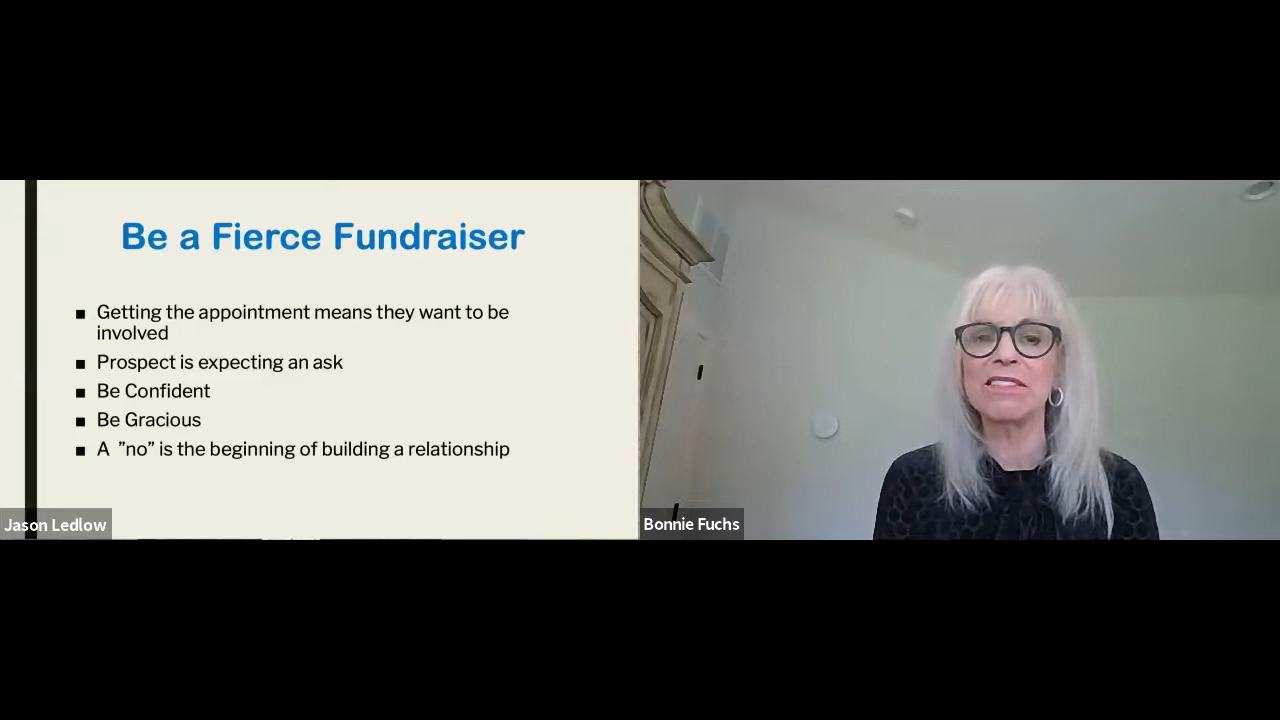 Be a Fierce Fundraiser
■ Getting the appointment means they want to be
involved
■ Prospect is expecting an ask
■ Be Confident
■ Be Gracious
■ A ”no” is the beginning of building a relationship
Jason Ledlow
Bonnie Fuchs